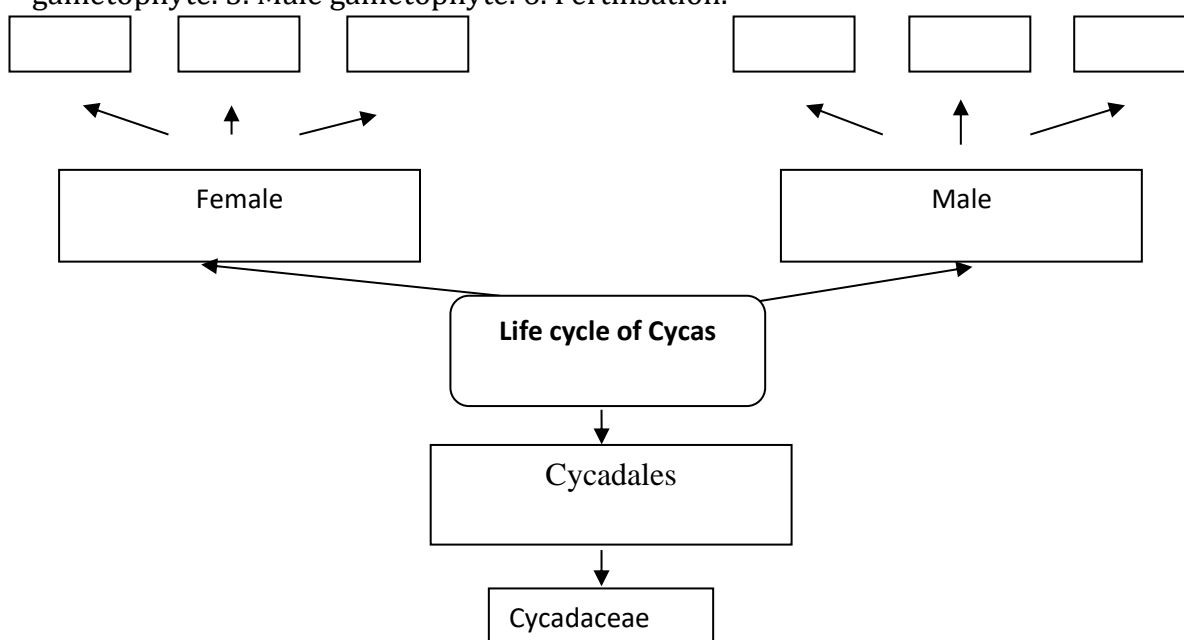 gametophyte. 5. Male gametophyte. 6. Fertilisation.
Female
Male
Life cycle of Cycas
Cycadales
Cycadaceae